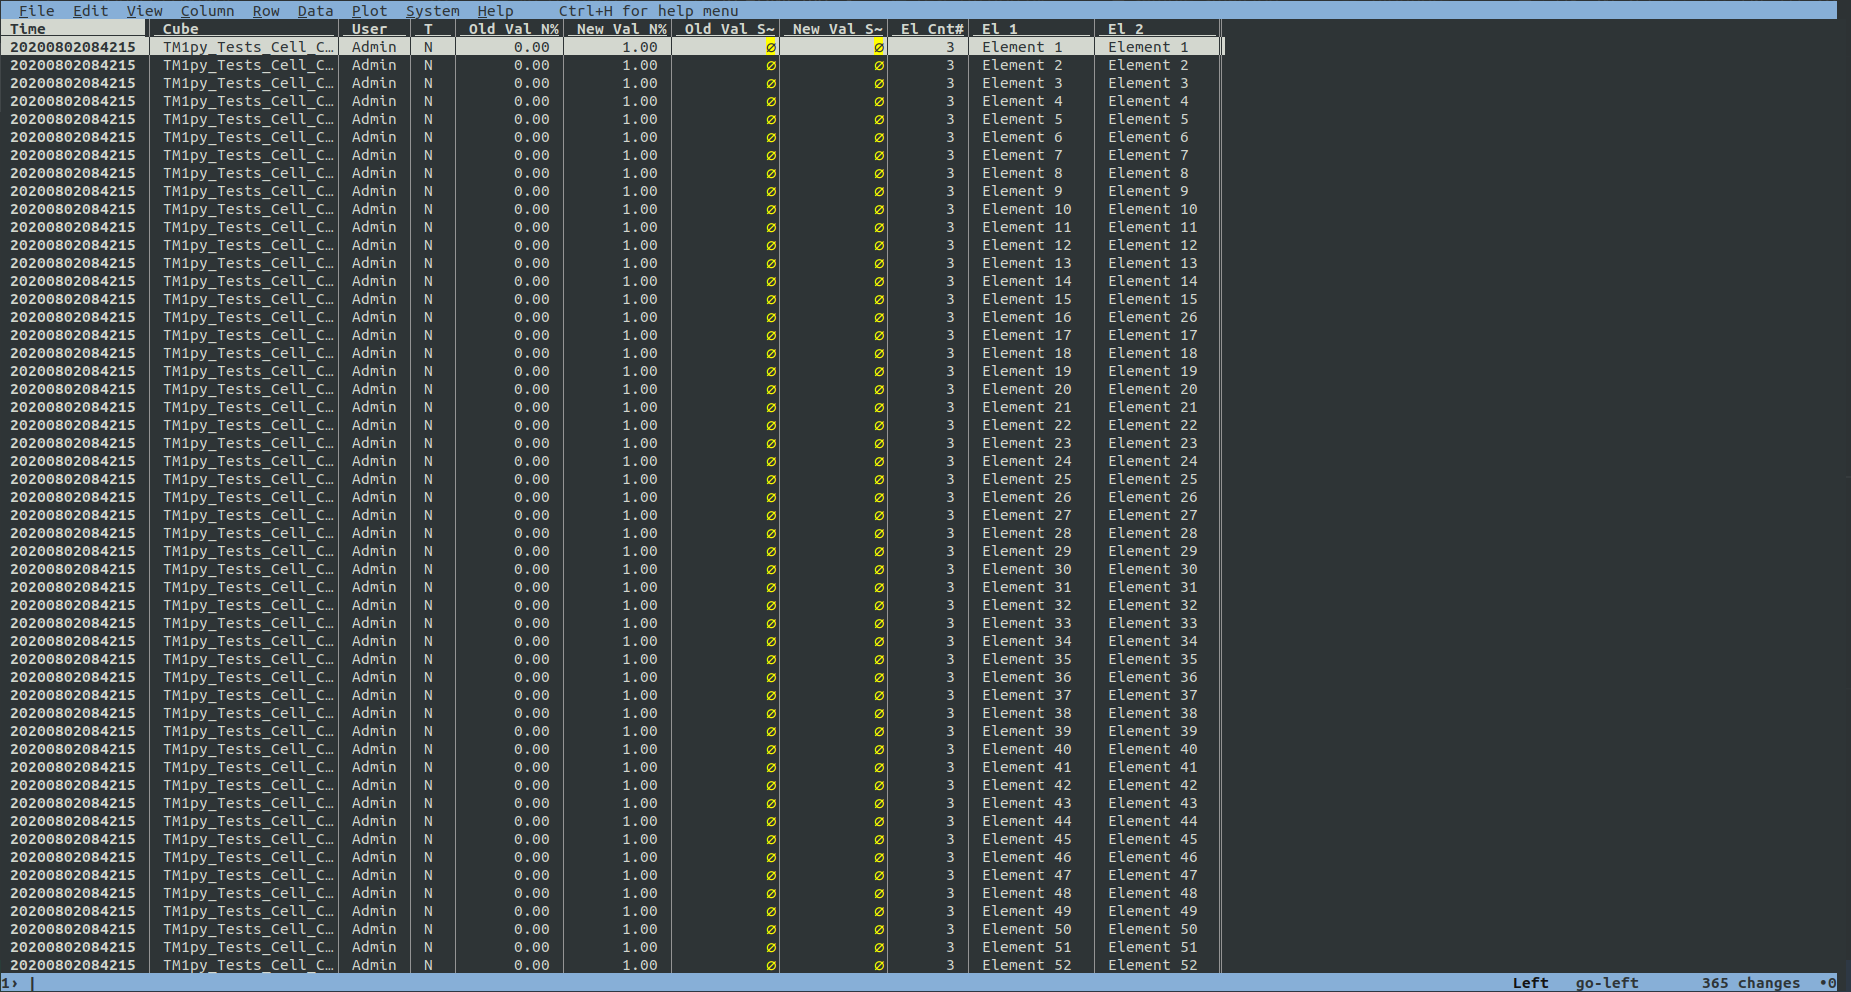 File Edit View Column Row Data Plot System Help Ctrl+H for help menu
Time Cube User T Old Val N% New Val N% Old Val S~ New Val S~ El Cnt# El 1 El 2
20200802084215 TM1py_Tests_Cell_C… Admin N 0.00 1.00 ∅ ∅ 3 Element 1 Element 1
20200802084215 TM1py_Tests_Cell_C… Admin N 0.00 1.00 ∅ ∅ 3 Element 2 Element 2
20200802084215 TM1py_Tests_Cell_C… Admin N 0.00 1.00 ∅ ∅ 3 Element 3 Element 3
20200802084215 TM1py_Tests_Cell_C… Admin N 0.00 1.00 ∅ ∅ 3 Element 4 Element 4
20200802084215 TM1py_Tests_Cell_C… Admin N 0.00 1.00 ∅ ∅ 3 Element 5 Element 5
20200802084215 TM1py_Tests_Cell_C… Admin N 0.00 1.00 ∅ ∅ 3 Element 6 Element 6
20200802084215 TM1py_Tests_Cell_C… Admin N 0.00 1.00 ∅ ∅ 3 Element 7 Element 7
20200802084215 TM1py_Tests_Cell_C… Admin N 0.00 1.00 ∅ ∅ 3 Element 8 Element 8
20200802084215 TM1py_Tests_Cell_C… Admin N 0.00 1.00 ∅ ∅ 3 Element 9 Element 9
20200802084215 TM1py_Tests_Cell_C… Admin N 0.00 1.00 ∅ ∅ 3 Element 10 Element 10
20200802084215 TM1py_Tests_Cell_C… Admin N 0.00 1.00 ∅ ∅ 3 Element 11 Element 11
20200802084215 TM1py_Tests_Cell_C… Admin N 0.00 1.00 ∅ ∅ 3 Element 12 Element 12
20200802084215 TM1py_Tests_Cell_C… Admin N 0.00 1.00 ∅ ∅ 3 Element 13 Element 13
20200802084215 TM1py_Tests_Cell_C… Admin N 0.00 1.00 ∅ ∅ 3 Element 14 Element 14
20200802084215 TM1py_Tests_Cell_C… Admin N 0.00 1.00 ∅ ∅ 3 Element 15 Element 15
20200802084215 TM1py_Tests_Cell_C… Admin N 0.00 1.00 ∅ ∅ 3 Element 16 Element 26
20200802084215 TM1py_Tests_Cell_C… Admin N 0.00 1.00 ∅ ∅ 3 Element 17 Element 17
20200802084215 TM1py_Tests_Cell_C… Admin N 0.00 1.00 ∅ ∅ 3 Element 18 Element 18
20200802084215 TM1py_Tests_Cell_C… Admin N 0.00 1.00 ∅ ∅ 3 Element 19 Element 19
20200802084215 TM1py_Tests_Cell_C… Admin N 0.00 1.00 ∅ ∅ 3 Element 20 Element 20
20200802084215 TM1py_Tests_Cell_C… Admin N 0.00 1.00 ∅ ∅ 3 Element 21 Element 21
20200802084215 TM1py_Tests_Cell_C… Admin N 0.00 1.00 ∅ ∅ 3 Element 22 Element 22
20200802084215 TM1py_Tests_Cell_C… Admin N 0.00 1.00 ∅ ∅ 3 Element 23 Element 23
20200802084215 TM1py_Tests_Cell_C… Admin N 0.00 1.00 ∅ ∅ 3 Element 24 Element 24
20200802084215 TM1py_Tests_Cell_C… Admin N 0.00 1.00 ∅ ∅ 3 Element 25 Element 25
20200802084215 TM1py_Tests_Cell_C… Admin N 0.00 1.00 ∅ ∅ 3 Element 26 Element 26
20200802084215 TM1py_Tests_Cell_C… Admin N 0.00 1.00 ∅ ∅ 3 Element 27 Element 27
20200802084215 TM1py_Tests_Cell_C… Admin N 0.00 1.00 ∅ ∅ 3 Element 28 Element 28
20200802084215 TM1py_Tests_Cell_C… Admin N 0.00 1.00 ∅ ∅ 3 Element 29 Element 29
20200802084215 TM1py_Tests_Cell_C… Admin N 0.00 1.00 ∅ ∅ 3 Element 30 Element 30
20200802084215 TM1py_Tests_Cell_C… Admin N 0.00 1.00 ∅ ∅ 3 Element 31 Element 31
20200802084215 TM1py_Tests_Cell_C… Admin N 0.00 1.00 ∅ ∅ 3 Element 32 Element 32
20200802084215 TM1py_Tests_Cell_C… Admin N 0.00 1.00 ∅ ∅ 3 Element 33 Element 33
20200802084215 TM1py_Tests_Cell_C… Admin N 0.00 1.00 ∅ ∅ 3 Element 34 Element 34
20200802084215 TM1py_Tests_Cell_C… Admin N 0.00 1.00 ∅ ∅ 3 Element 35 Element 35
20200802084215 TM1py_Tests_Cell_C… Admin N 0.00 1.00 ∅ ∅ 3 Element 36 Element 36
20200802084215 TM1py_Tests_Cell_C… Admin N 0.00 1.00 ∅ ∅ 3 Element 37 Element 37
20200802084215 TM1py_Tests_Cell_C… Admin N 0.00 1.00 ∅ ∅ 3 Element 38 Element 38
20200802084215 TM1py_Tests_Cell_C… Admin N 0.00 1.00 ∅ ∅ 3 Element 39 Element 39
20200802084215 TM1py_Tests_Cell_C… Admin N 0.00 1.00 ∅ ∅ 3 Element 40 Element 40
20200802084215 TM1py_Tests_Cell_C… Admin N 0.00 1.00 ∅ ∅ 3 Element 41 Element 41
20200802084215 TM1py_Tests_Cell_C… Admin N 0.00 1.00 ∅ ∅ 3 Element 42 Element 42
20200802084215 TM1py_Tests_Cell_C… Admin N 0.00 1.00 ∅ ∅ 3 Element 43 Element 43
20200802084215 TM1py_Tests_Cell_C… Admin N 0.00 1.00 ∅ ∅ 3 Element 44 Element 44
20200802084215 TM1py_Tests_Cell_C… Admin N 0.00 1.00 ∅ ∅ 3 Element 45 Element 45
20200802084215 TM1py_Tests_Cell_C… Admin N 0.00 1.00 ∅ ∅ 3 Element 46 Element 46
20200802084215 TM1py_Tests_Cell_C… Admin N 0.00 1.00 ∅ ∅ 3 Element 47 Element 47
20200802084215 TM1py_Tests_Cell_C… Admin N 0.00 1.00 ∅ ∅ 3 Element 48 Element 48
20200802084215 TM1py_Tests_Cell_C… Admin N 0.00 1.00 ∅ ∅ 3 Element 49 Element 49
20200802084215 TM1py_Tests_Cell_C… Admin N 0.00 1.00 ∅ ∅ 3 Element 50 Element 50
20200802084215 TM1py_Tests_Cell_C… Admin N 0.00 1.00 ∅ ∅ 3 Element 51 Element 51
20200802084215 TM1py_Tests_Cell_C… Admin N 0.00 1.00 ∅ ∅ 3 Element 52 Element 52
1› | Left go-left 365 changes •0